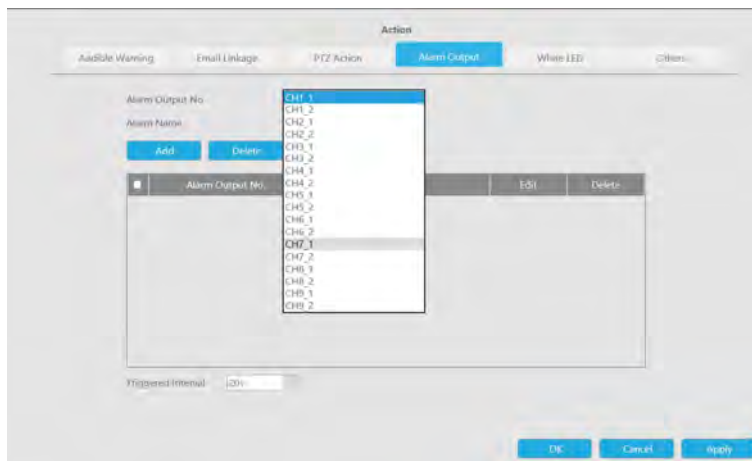 Action
Audible Warning Email Linkage PTZ Action Alarm Output White LED Others
Alarm Output No CH1_1
Alarm Name CH1_2
CH2_1
CH2_2
Add Delete CH3_1
CH3_2
CH4_1
Alarm Output No. CH4_2 Edit Delete
CH5_1
CH5_2
CH6_1
CH6_2
CH7_1
CH7_2
CH8_1
CH8_2
CH9_1
CH9_2
Triggered Interval 20s
OK Cancel Apply